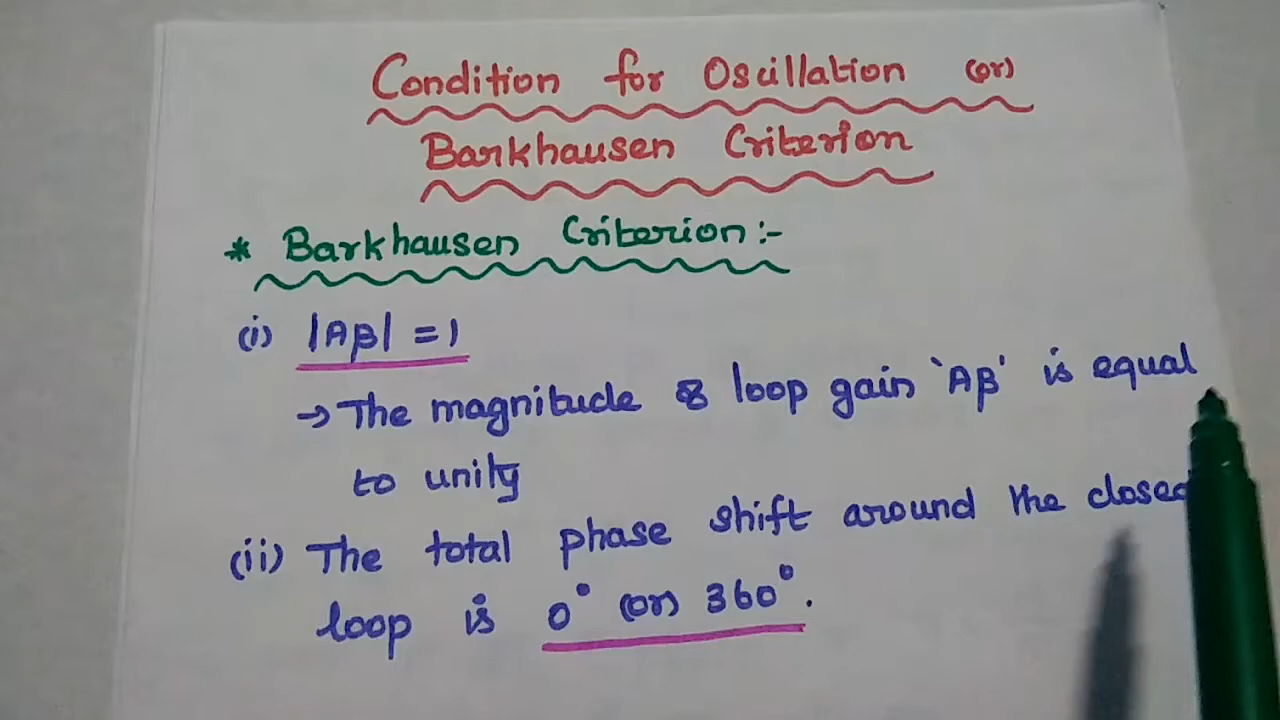 Condition for Oscillation (or)
Barkhausen Criterion
* Barkhausen Criterion:-
(i) |Aβ| = 1
→ The magnitude & loop gain `Aβ' is equal
to unity
(ii) The total phase shift around the closed
loop is 0° (or) 360°.